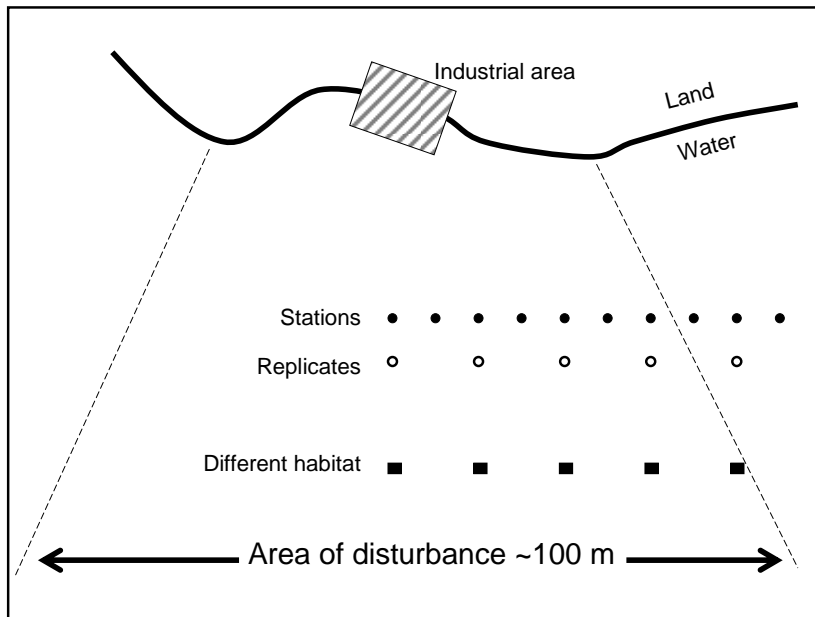 Industrial area
Land
Water
Stations
Replicates
Different habitat
Area of disturbance ~100 m